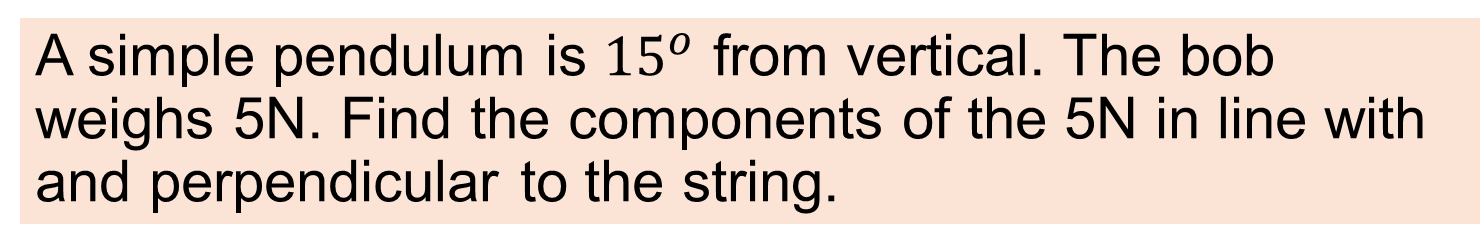 A simple pendulum is 15° from vertical. The bob
weighs 5N. Find the components of the 5N in line with
and perpendicular to the string.